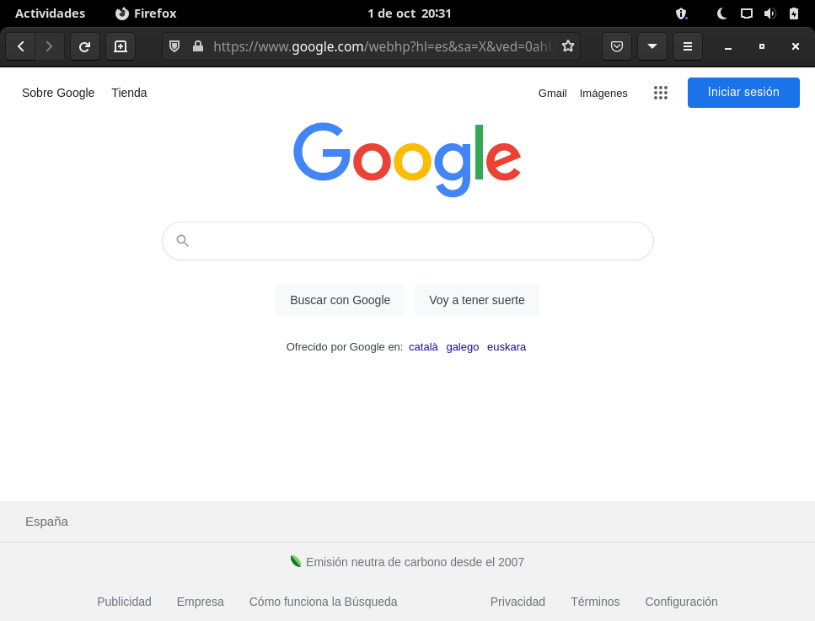 Actividades Firefox 1 de oct 20:31
https://www.google.com/webhp?hl=es&sa=X&ved=0ah
Sobre Google Tienda Gmail Imágenes Iniciar sesión
Google
Buscar con Google Voy a tener suerte
Ofrecido por Google en: català galego euskara
España
Emisión neutra de carbono desde el 2007
Publicidad Empresa Cómo funciona la Búsqueda Privacidad Términos Configuración